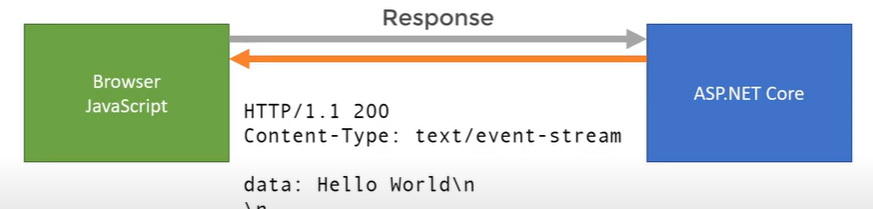 Response
Browser
JavaScript
ASP.NET Core
HTTP/1.1 200
Content-Type: text/event-stream
data: Hello World\n
\n